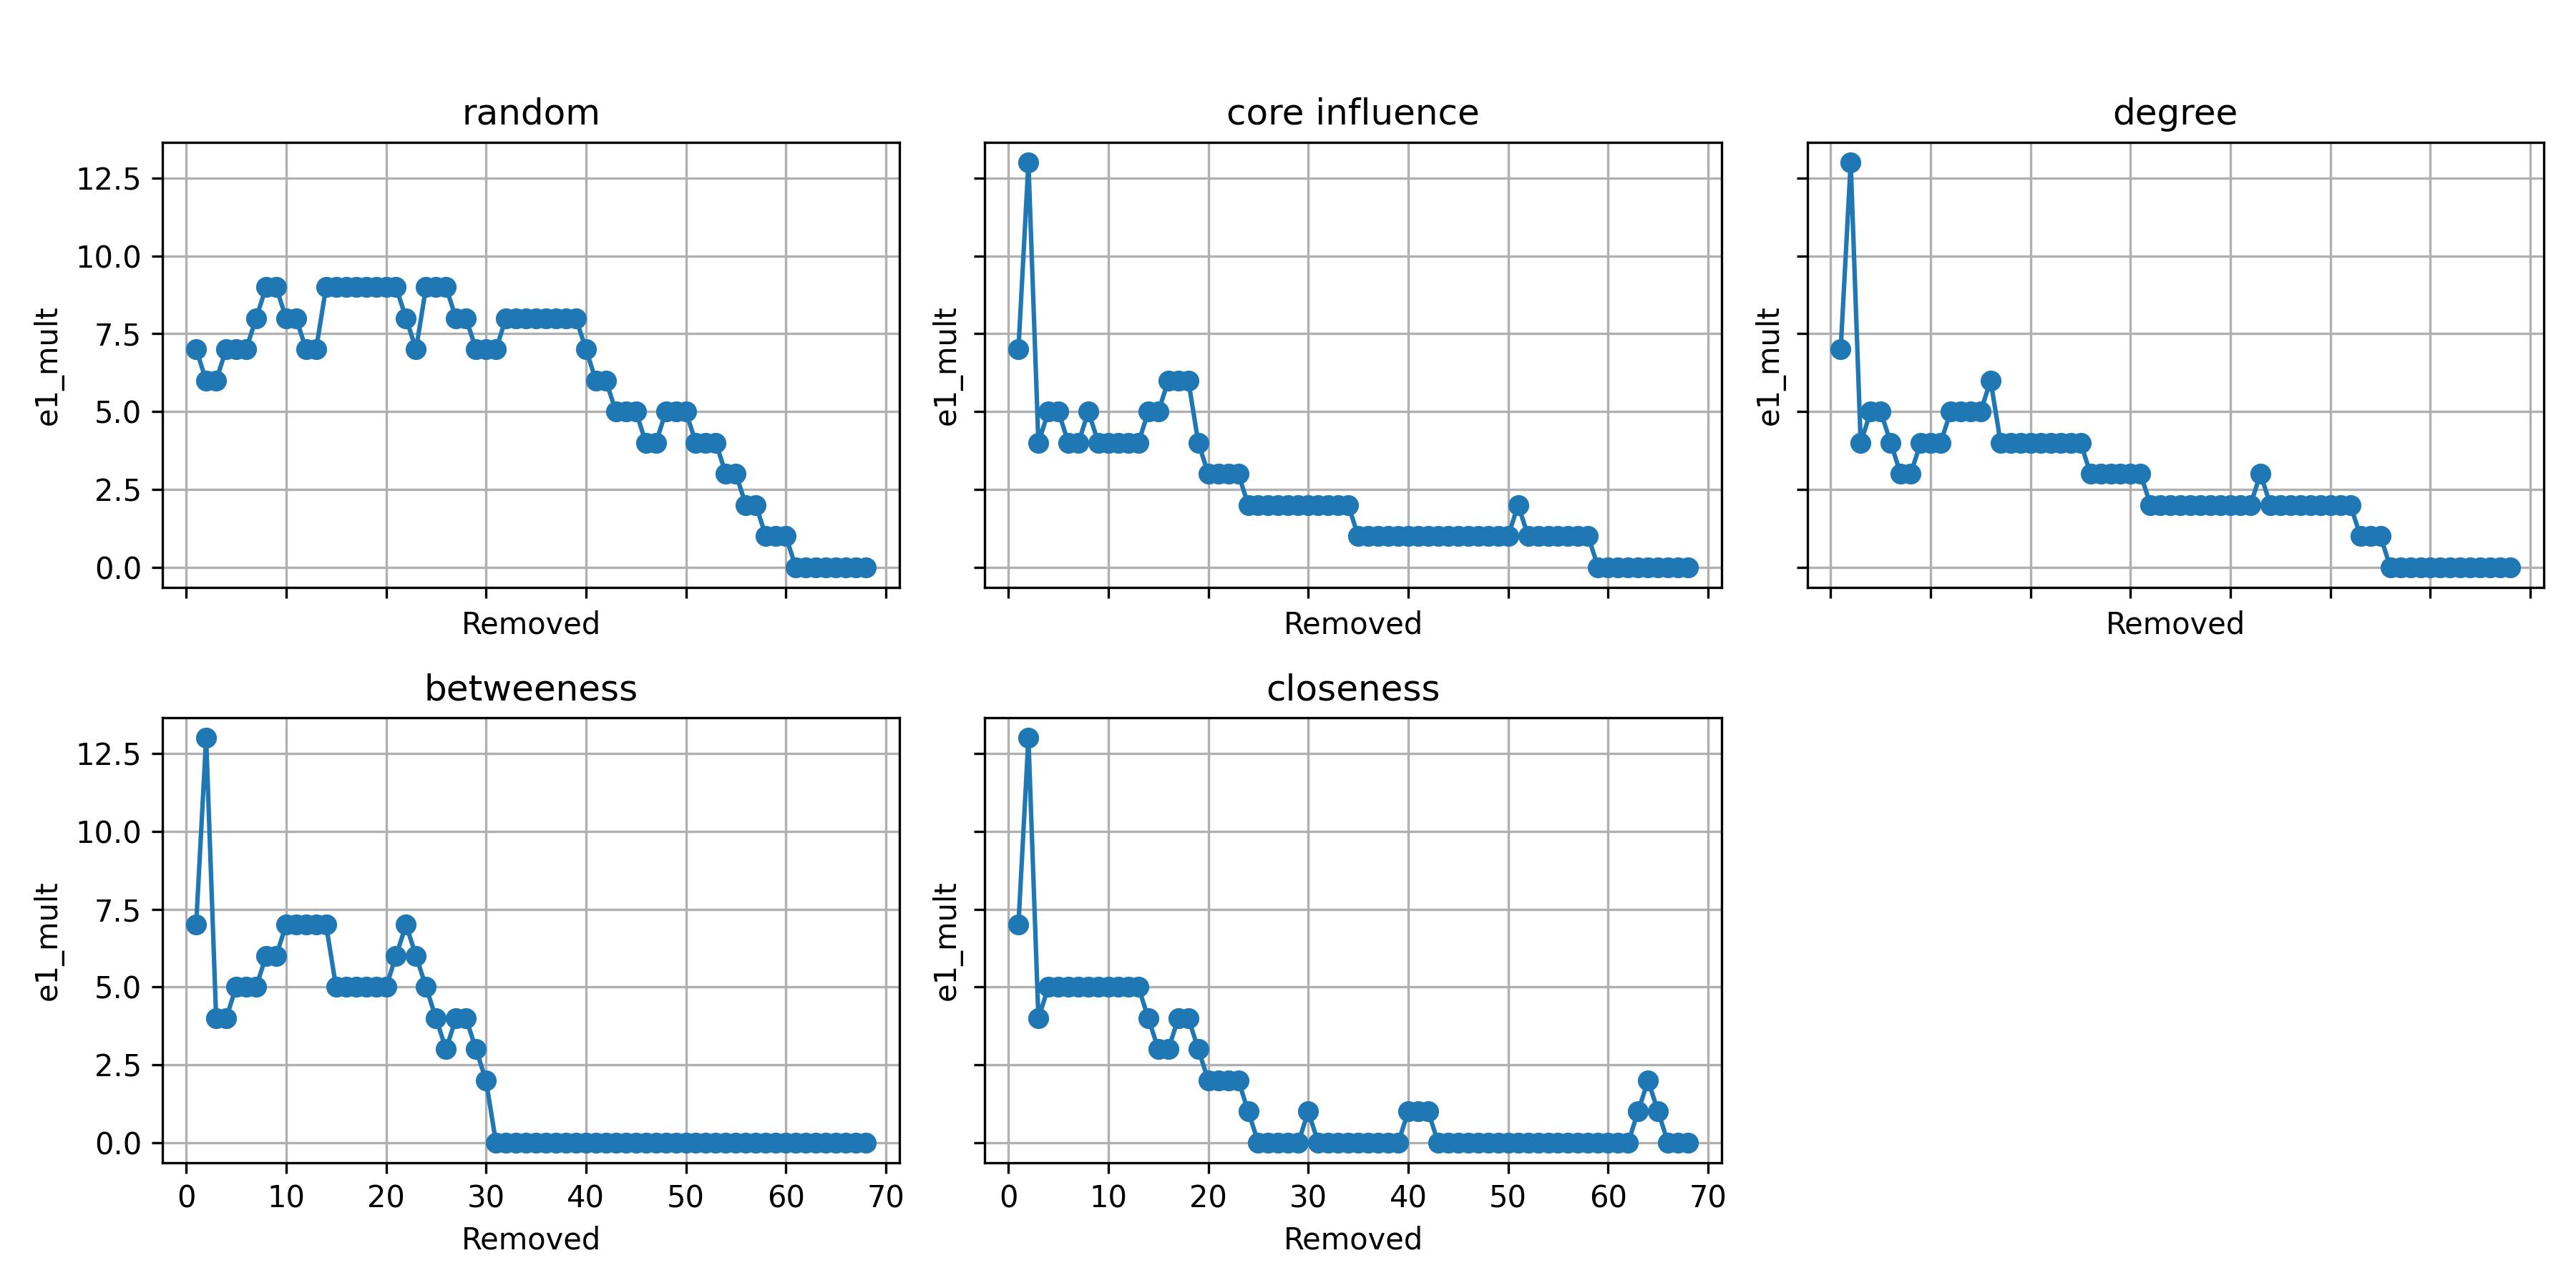 random
12.5
10.0
7.5
5.0
2.5
0.0
e1_mult
Removed
core influence
e1_mult
Removed
degree
e1_mult
Removed
betweeness
12.5
10.0
7.5
5.0
2.5
0.0
e1_mult
0 10 20 30 40 50 60 70
Removed
closeness
e1_mult
0 10 20 30 40 50 60 70
Removed